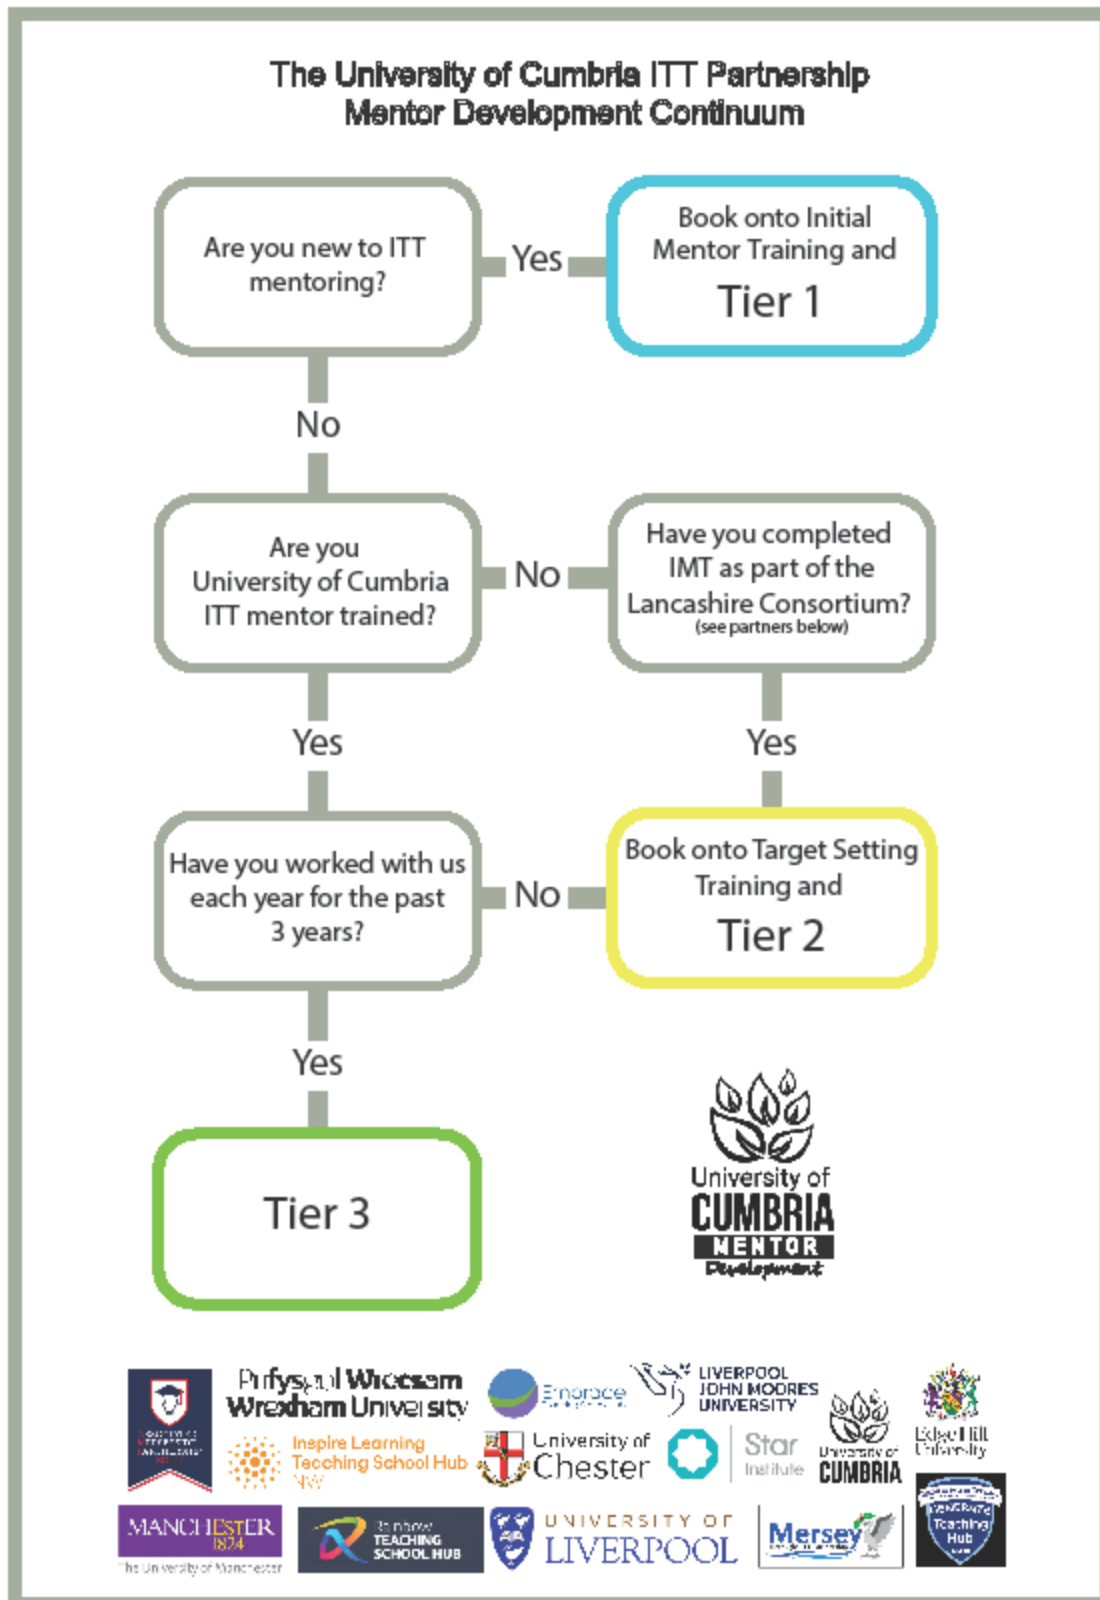 The University of Cumbria ITT Partnership
Mentor Development Continuum
Are you new to ITT
mentoring?
Yes
Book onto Initial
Mentor Training and
Tier 1
No
Are you
University of Cumbria
ITT mentor trained?
No
Have you completed
IMT as part of the
Lancashire Consortium?
(see partners below)
Yes
Yes
Have you worked with us
each year for the past
3 years?
No
Book onto Target Setting
Training and
Tier 2
Yes
Tier 3
University of
CUMBRIA
MENTOR
Development
Wrexham University
Embrace
LIVERPOOL
JOHN MOORES
UNIVERSITY
Edge Hill
University
Inspire Learning
Teaching School Hub
NW
University of
Chester
Star
Institute
University of
CUMBRIA
MANCHESTER
1824
The University of Manchester
Rainbow
TEACHING
SCHOOL HUB
UNIVERSITY OF
LIVERPOOL
Mersey
Teaching
Hub